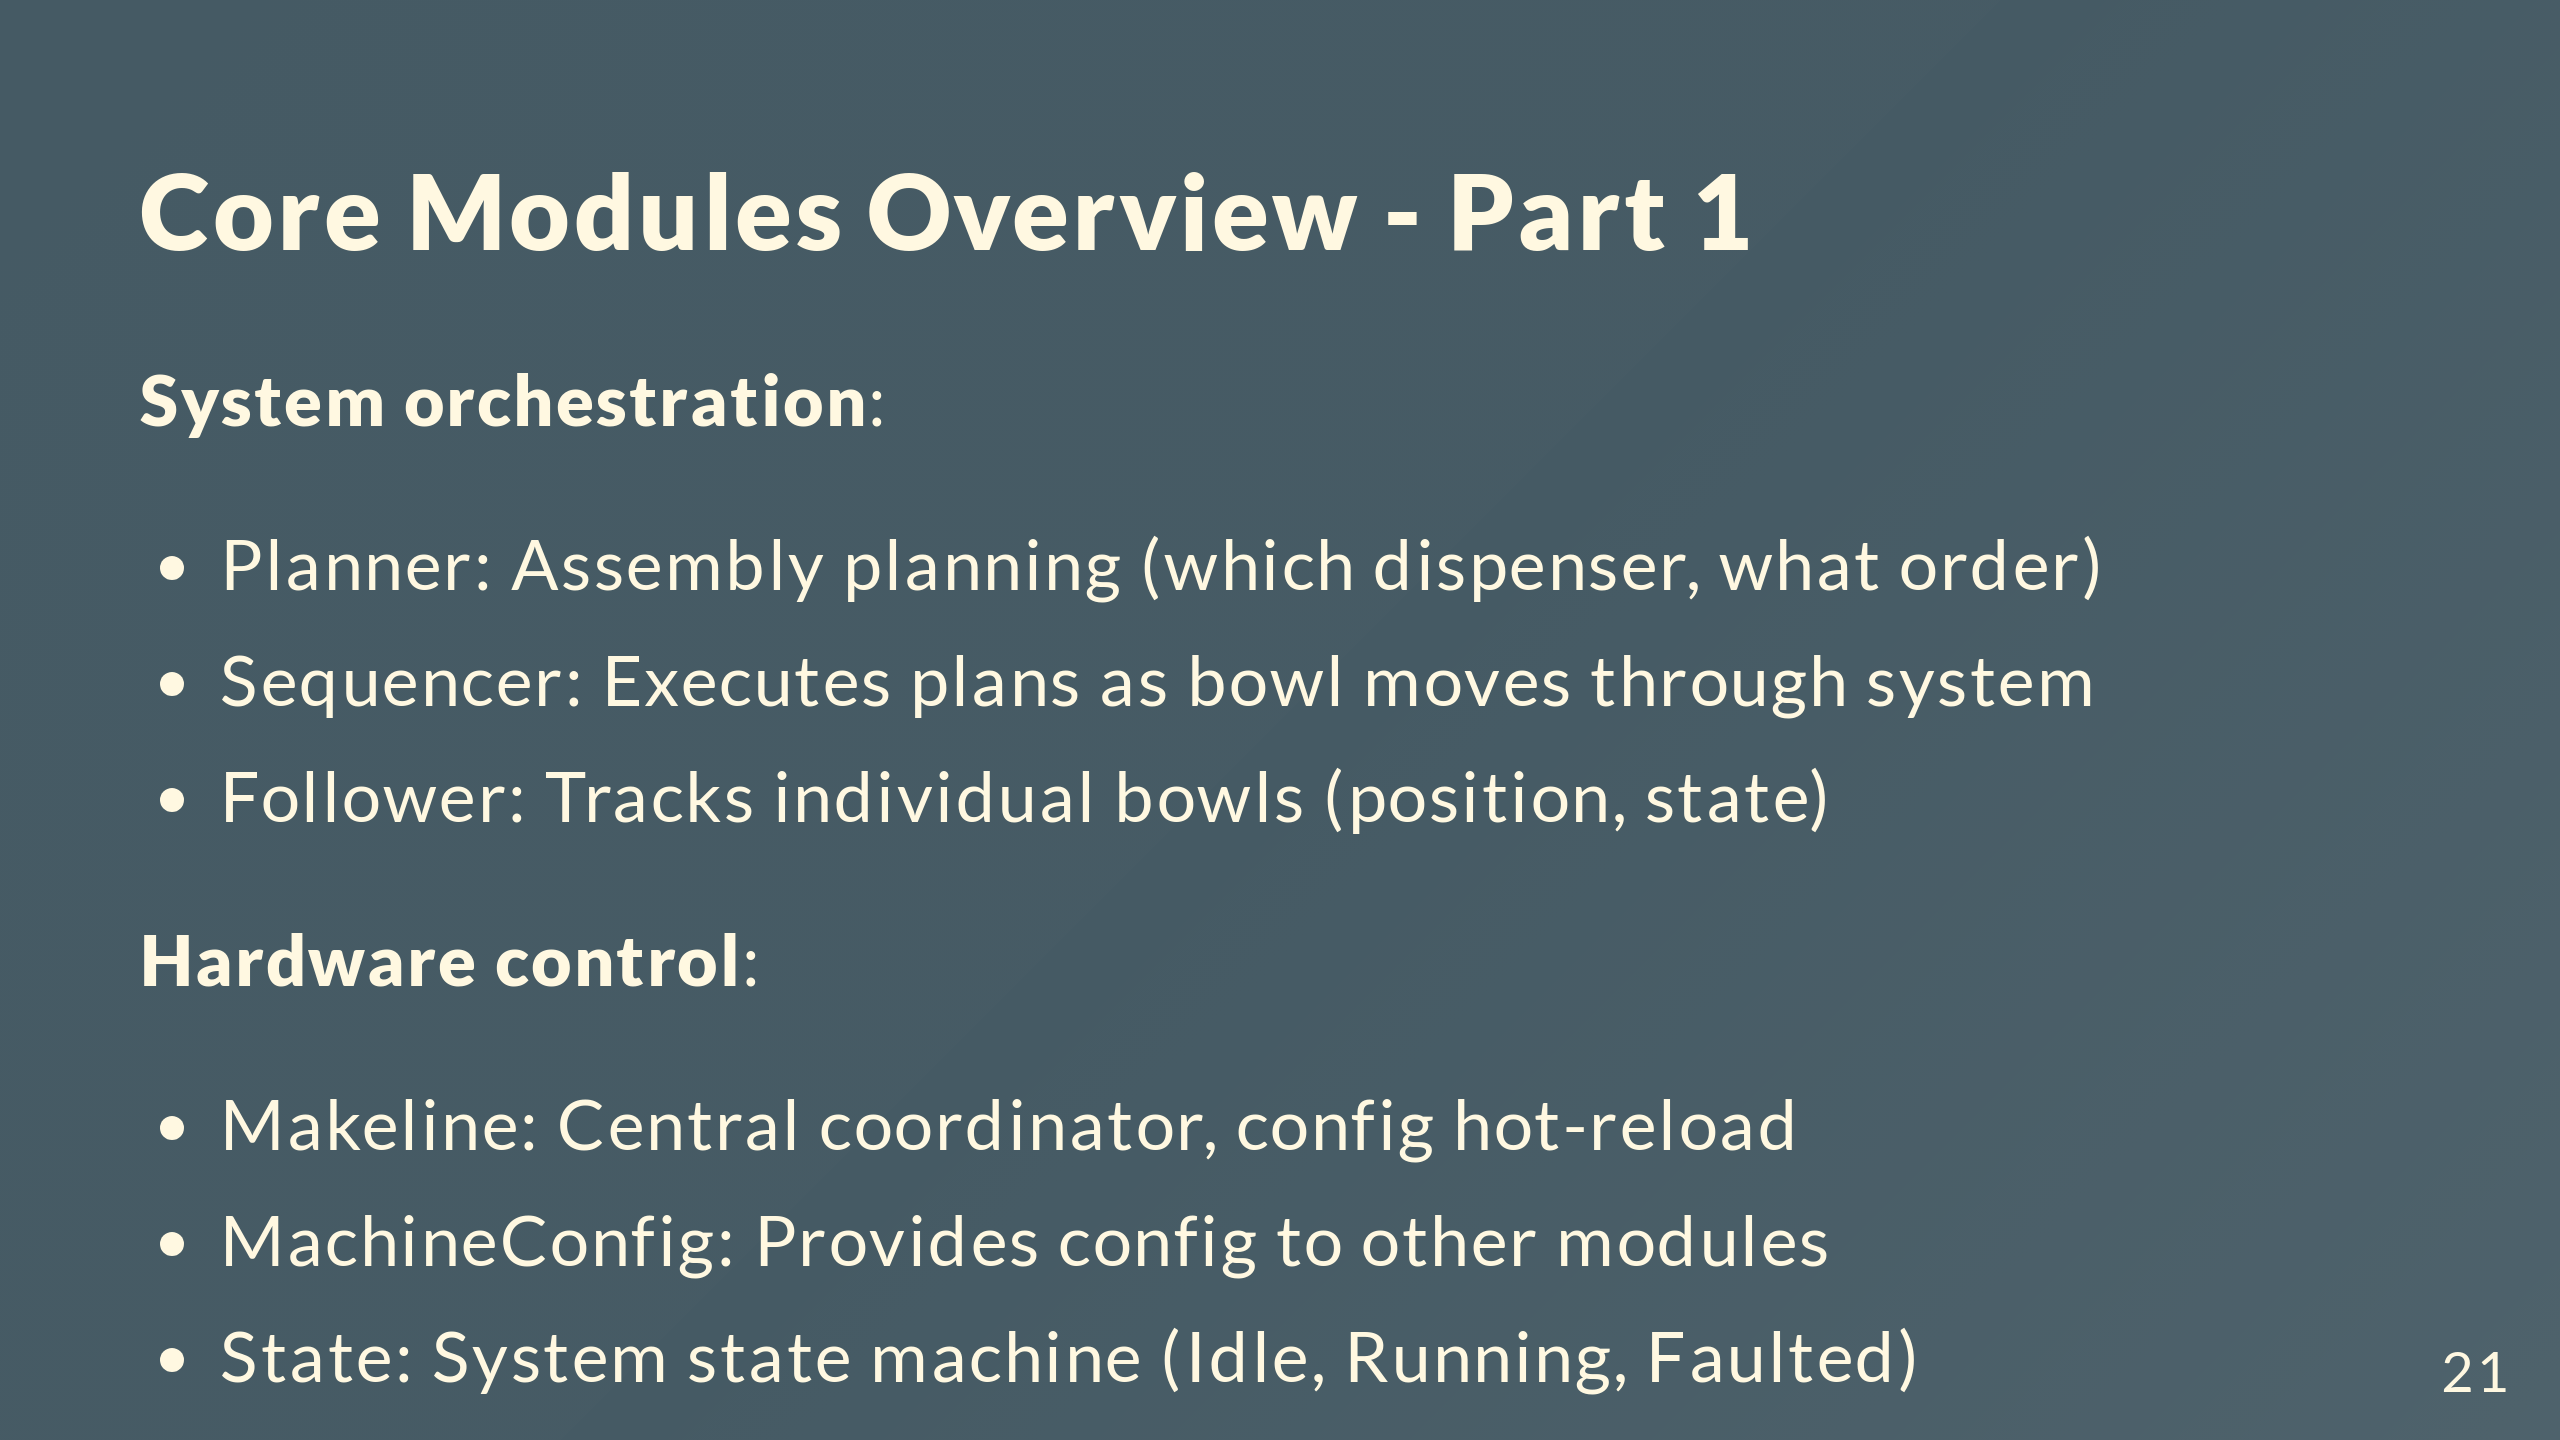 Core Modules Overview - Part 1
System orchestration:
• Planner: Assembly planning (which dispenser, what order)
• Sequencer: Executes plans as bowl moves through system
• Follower: Tracks individual bowls (position, state)
Hardware control:
• Makeline: Central coordinator, config hot-reload
• MachineConfig: Provides config to other modules
• State: System state machine (Idle, Running, Faulted)
21